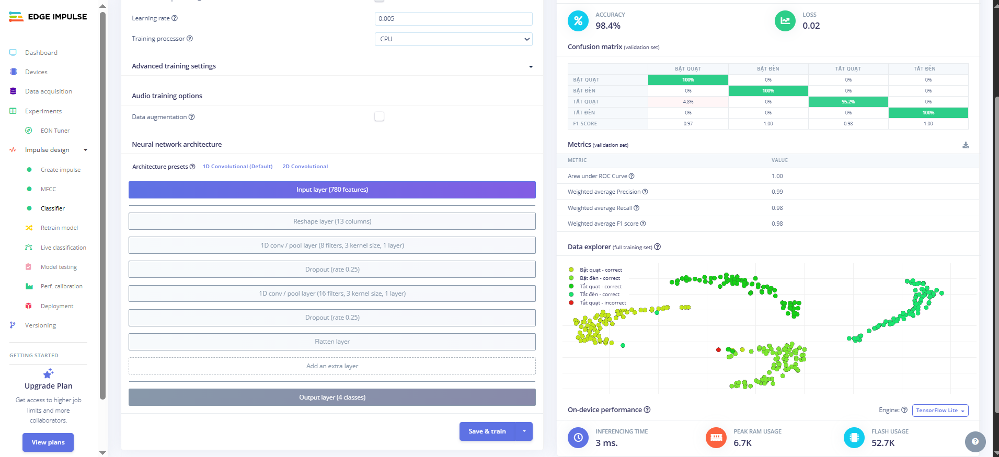 EDGE IMPULSE
Dashboard
Devices
Data acquisition
Experiments
EON Tuner
Impulse design
Create impulse
MFCC
Classifier
Retrain model
Live classification
Model testing
Perf. calibration
Deployment
Versioning
GETTING STARTED
Upgrade Plan
Get access to higher job
limits and more
collaborators.
View plans
Learning rate
0.005
Training processor
CPU
Advanced training settings
Audio training options
Data augmentation
Neural network architecture
Architecture presets 1D Convolutional (Default) 2D Convolutional
Input layer (780 features)
Reshape layer (13 columns)
1D conv / pool layer (8 filters, 3 kernel size, 1 layer)
Dropout (rate 0.25)
1D conv / pool layer (16 filters, 3 kernel size, 1 layer)
Dropout (rate 0.25)
Flatten layer
Add an extra layer
Output layer (4 classes)
Save & train
ACCURACY
98.4%
LOSS
0.02
Confusion matrix (validation set)
BẬT QUẠT BẬT ĐÈN TẮT QUẠT TẮT ĐÈN
BẬT QUẠT 100% 0% 0% 0%
BẬT ĐÈN 0% 100% 0% 0%
TẮT QUẠT 4.8% 0% 95.2% 0%
TẮT ĐÈN 0% 0% 0% 100%
F1 SCORE 0.97 1.00 0.98 1.00
Metrics (validation set)
METRIC VALUE
Area under ROC Curve 1.00
Weighted average Precision 0.99
Weighted average Recall 0.98
Weighted average F1 score 0.98
Data explorer (full training set)
Bật quạt - correct
Bật đèn - correct
Tắt quạt - correct
Tắt đèn - correct
Tắt quạt - incorrect
On-device performance
Engine: TensorFlow Lite
INFERENCING TIME
3 ms.
PEAK RAM USAGE
6.7K
FLASH USAGE
52.7K